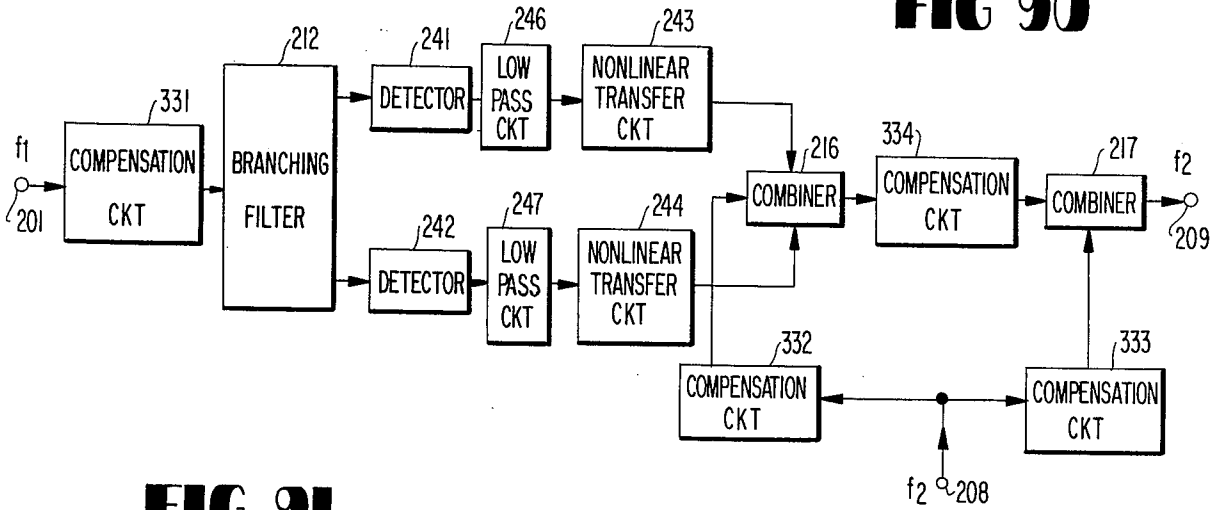 FIG
212
241
246
243
331
f1
201
COMPENSATION
CKT
BRANCHING
FILTER
DETECTOR
LOW
PASS
CKT
NONLINEAR
TRANSFER
CKT
216
COMBINER
334
COMPENSATION
CKT
217
COMBINER
f2
209
242
DETECTOR
247
LOW
PASS
CKT
244
NONLINEAR
TRANSFER
CKT
332
COMPENSATION
CKT
333
COMPENSATION
CKT
f2
208
FIG